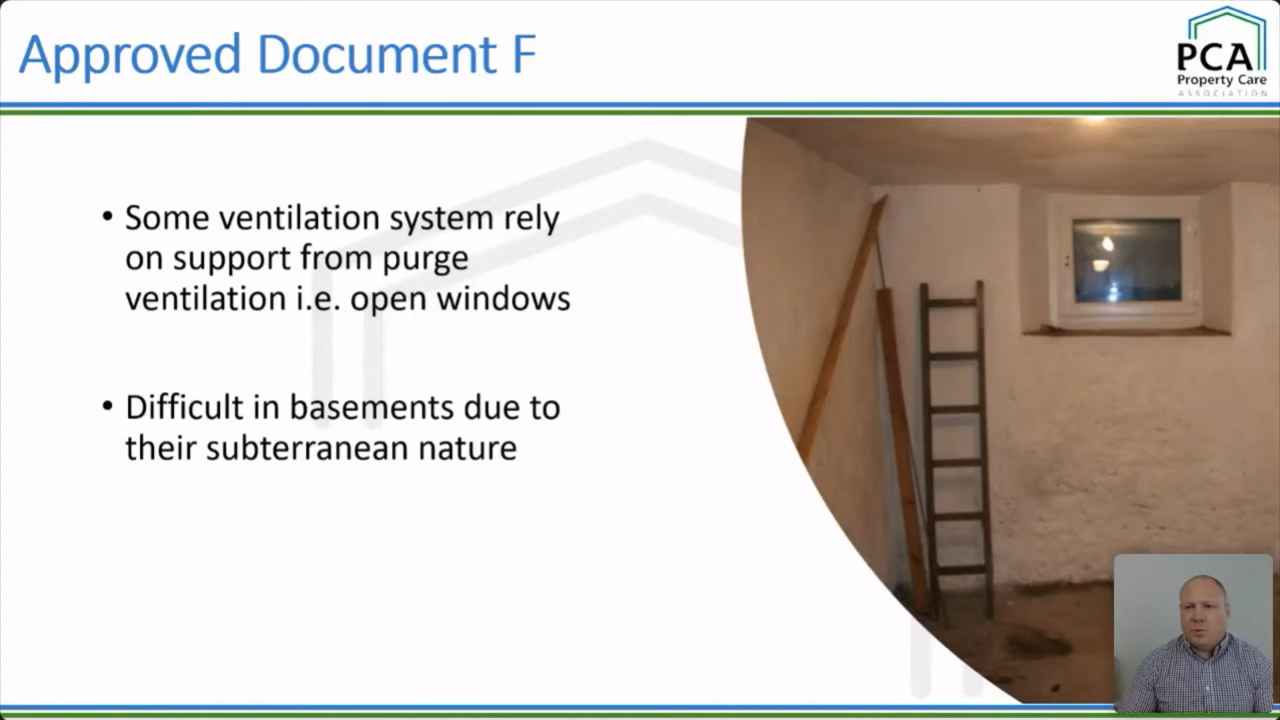 Approved Document F
PCA
Property Care
ASSOCIATION
• Some ventilation system rely
on support from purge
ventilation i.e. open windows
• Difficult in basements due to
their subterranean nature